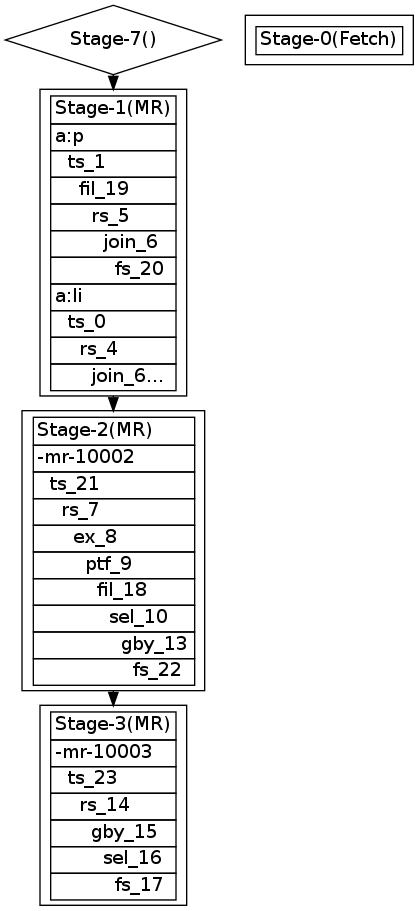 Stage-7()
Stage-0(Fetch)
Stage-1(MR)
a:p
ts_1
fil_19
rs_5
join_6
fs_20
a:li
ts_0
rs_4
join_6...
Stage-2(MR)
-mr-10002
ts_21
rs_7
ex_8
ptf_9
fil_18
sel_10
gby_13
fs_22
Stage-3(MR)
-mr-10003
ts_23
rs_14
gby_15
sel_16
fs_17